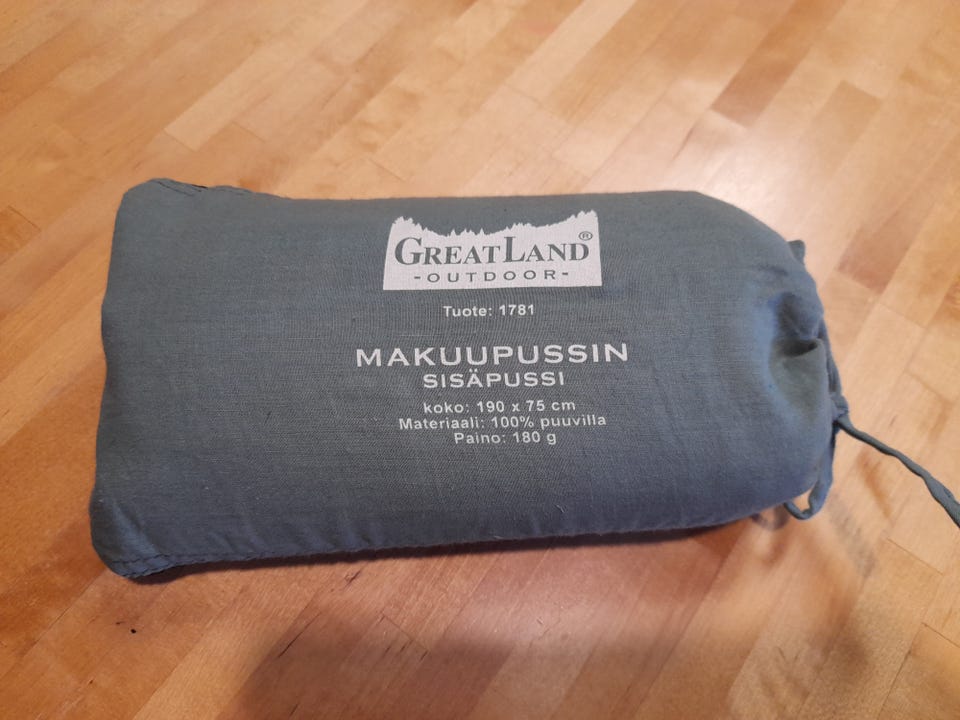 GREATLAND®
-OUTDOOR-
Tuote: 1781
MAKUUPUSSIN
SISÄPUSSI
koko: 190 x 75 cm
Materiaali: 100% puuvilla
Paino: 180 g